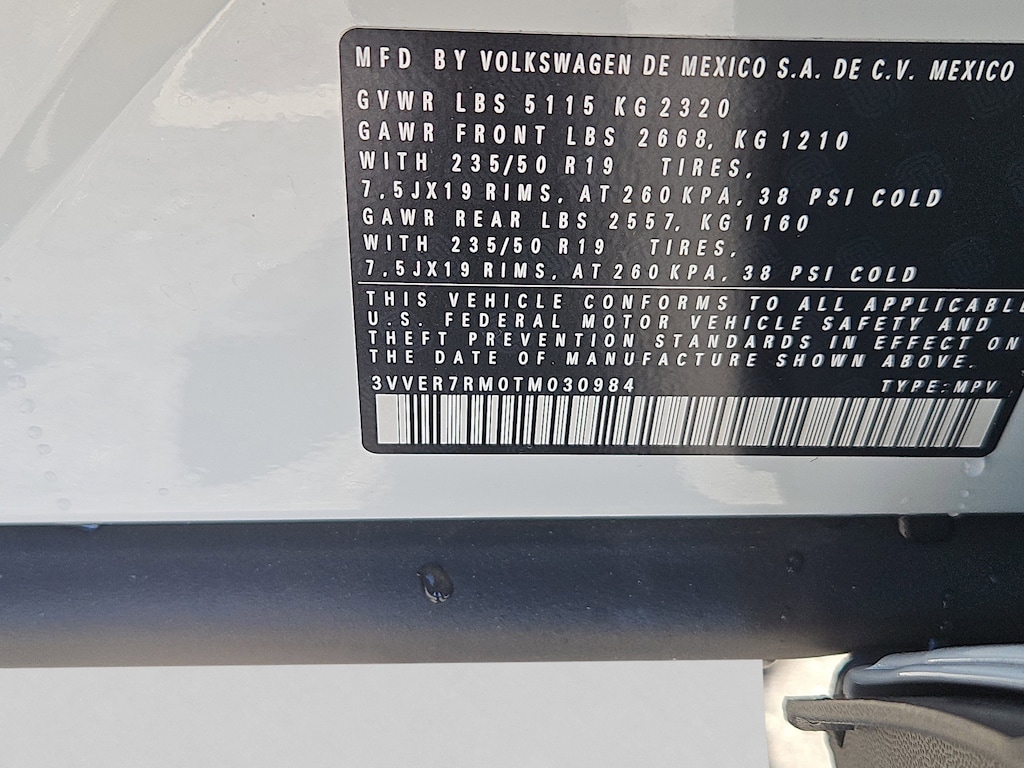 MFD BY VOLKSWAGEN DE MEXICO S.A. DE C.V. MEXICO
GVWR LBS 5115 KG 2320
GAWR FRONT LBS 2668, KG 1210
WITH 235/50 R19 TIRES,
7,5JX19 RIMS, AT 260 KPA, 38 PSI COLD
GAWR REAR LBS 2557, KG 1160
WITH 235/50 R19 TIRES,
7,5JX19 RIMS, AT 260 KPA, 38 PSI COLD
THIS VEHICLE CONFORMS TO ALL APPLICABLE
U.S. FEDERAL MOTOR VEHICLE SAFETY AND
THEFT PREVENTION STANDARDS IN EFFECT ON
THE DATE OF MANUFACTURE SHOWN ABOVE.
3VVER7RM0TM030984 TYPE: MPV